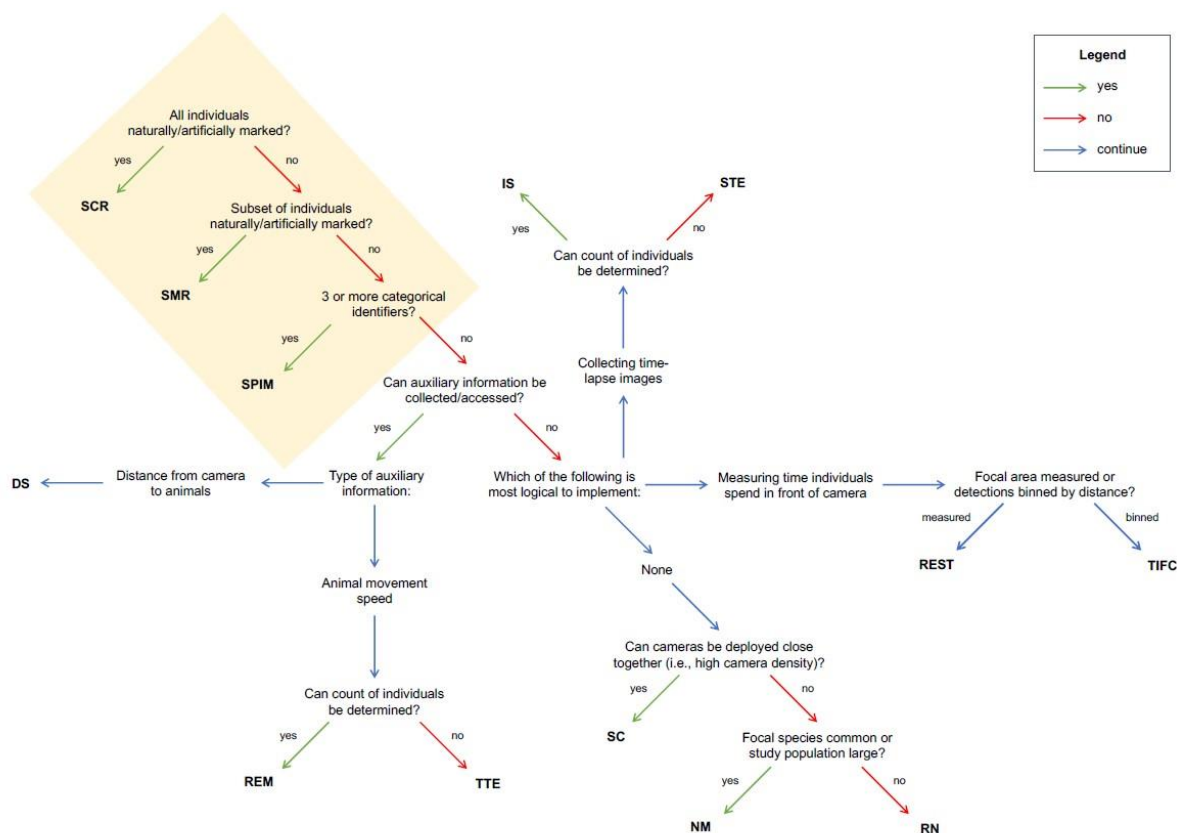 Legend
yes
no
continue
All individuals
naturally/artificially marked?
yes
no
SCR
Subset of individuals
naturally/artificially marked?
yes
no
SMR
3 or more categorical
identifiers?
yes
no
SPIM
Can auxiliary information be
collected/accessed?
yes
no
IS
STE
yes
no
Can count of individuals
be determined?
Collecting time-
lapse images
DS
Distance from camera
to animals
Type of auxiliary
information:
Which of the following is
most logical to implement:
Measuring time individuals
spend in front of camera
Focal area measured or
detections binned by distance?
measured
binned
REST
TIFC
Animal movement
speed
None
Can count of individuals
be determined?
yes
no
REM
TTE
Can cameras be deployed close
together (i.e., high camera density)?
yes
no
SC
Focal species common or
study population large?
yes
no
NM
RN